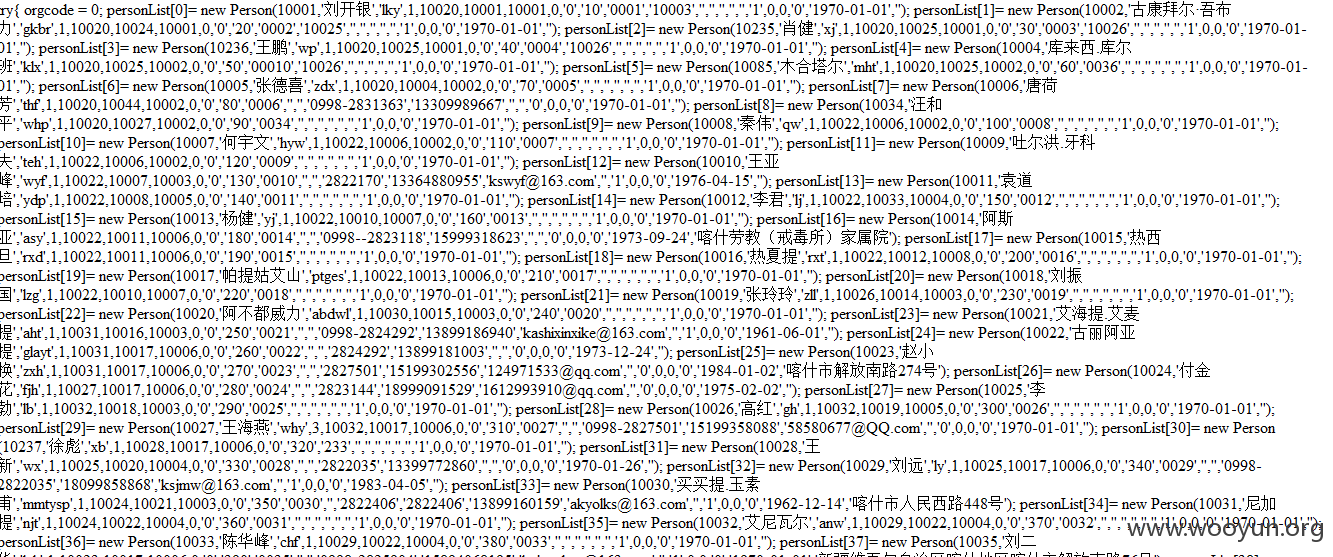 ry{ orgcode = 0; personList[0]= new Person(10001,'刘开银','lky',1,10020,10001,10001,0,'0','10','0001','10003','','','','','','',1,0,0,'0','1970-01-01',''); personList[1]= new Person(10002,'古康拜尔·吾布
力','gkbr',1,10020,10024,10001,0,'0','20','0002','10025','','','','','','',1,0,0,'0','1970-01-01',''); personList[2]= new Person(10235,'肖健','xj',1,10020,10025,10001,0,'0','30','0003','10026','','','','','','',1,0,0,'0','1970-01-
01',''); personList[3]= new Person(10236,'王鹏','wp',1,10020,10025,10001,0,'0','40','0004','10026','','','','','','',1,0,0,'0','1970-01-01',''); personList[4]= new Person(10004,'库来西.库尔
班','klx',1,10020,10025,10002,0,'0','50','00010','10026','','','','','','',1,0,0,'0','1970-01-01',''); personList[5]= new Person(10085,'木合塔尔','mht',1,10020,10025,10002,0,'0','60','0036','','','','','','','',1,0,0,'0','1970-
01-01',''); personList[6]= new Person(10005,'张德喜','zdx',1,10020,10004,10002,0,'0','70','0005','','','','','','','',1,0,0,'0','1970-01-01',''); personList[7]= new Person(10006,'唐荷
芳','thf',1,10020,10044,10002,0,'0','80','0006','','','0998-2831363','13309989667','','','0,0,0,'0','1970-01-01',''); personList[8]= new Person(10034,'汪和
平','whp',1,10020,10027,10002,0,'0','90','0034','','','','','','','',1,0,0,'0','1970-01-01',''); personList[9]= new Person(10008,'秦伟','qw',1,10022,10006,10002,0,'0','100','0008','','','','','','','',1,0,0,'0','1970-01-01','');
personList[10]= new Person(10007,'何宇文','hyw',1,10022,10006,10002,0,'0','110','0007','','','','','','','',1,0,0,'0','1970-01-01',''); personList[11]= new Person(10009,'吐尔洪.牙科
夫','teh',1,10022,10006,10002,0,'0','120','0009','','','','','','','',1,0,0,'0','1970-01-01',''); personList[12]= new Person(10010,'王亚
峰','wyf',1,10022,10007,10003,0,'0','130','0010','','','2822170','13364880955','kswyf@163.com','','1,0,0,'0','1976-04-15',''); personList[13]= new Person(10011,'袁道
培','ydp',1,10022,10008,10005,0,'0','140','0011','','','','','','','',1,0,0,'0','1970-01-01',''); personList[14]= new Person(10012,'李君','lj',1,10022,10033,10004,0,'0','150','0012','','','','','','','',1,0,0,'0','1970-01-01','');
personList[15]= new Person(10013,'杨健','yj',1,10022,10010,10007,0,'0','160','0013','','','','','','','',1,0,0,'0','1970-01-01',''); personList[16]= new Person(10014,'阿斯
亚','asy',1,10022,10011,10006,0,'0','180','0014','','','0998--2823118','15999318623','','','0,0,0,'0','1973-09-24','喀什劳教（戒毒所）家属院'); personList[17]= new Person(10015,'热西
旦','rxd',1,10022,10011,10006,0,'0','190','0015','','','','','','','',1,0,0,'0','1970-01-01',''); personList[18]= new Person(10016,'热夏提','rxt',1,10022,10012,10008,0,'0','200','0016','','','','','','','',1,0,0,'0','1970-01-01','');
personList[19]= new Person(10017,'帕提姑艾山','ptges',1,10022,10013,10006,0,'0','210','0017','','','','','','','',1,0,0,'0','1970-01-01',''); personList[20]= new Person(10018,'刘振
国','lzg',1,10022,10010,10007,0,'0','220','0018','','','','','','','',1,0,0,'0','1970-01-01',''); personList[21]= new Person(10019,'张玲玲','zll',1,10026,10014,10003,0,'0','230','0019','','','','','','','',1,0,0,'0','1970-01-01','');
personList[22]= new Person(10020,'阿不都威力','abdwl',1,10030,10015,10003,0,'0','240','0020','','','','','','','',1,0,0,'0','1970-01-01',''); personList[23]= new Person(10021,'艾海提.艾麦
提','aht',1,10031,10016,10003,0,'0','250','0021','','','0998-2824292','13899186940','kashixinxike@163.com','','1,0,0,'0','1961-06-01',''); personList[24]= new Person(10022,'古丽阿亚
提','glayt',1,10031,10017,10006,0,'0','260','0022','','','2824292','13899181003','','','0,0,0,'0','1973-12-24',''); personList[25]= new Person(10023,'赵小
换','zxh',1,10031,10017,10006,0,'0','270','0023','','','2827501','15199302556','124971533@qq.com','','0,0,0,'0','1984-01-02','喀什市解放南路274号'); personList[26]= new Person(10024,'付金
花','fjh',1,10027,10017,10006,0,'0','280','0024','','','2823144','18999091529','1612993910@qq.com','','0,0,0,'0','1975-02-02',''); personList[27]= new Person(10025,'李
勃','lb',1,10032,10018,10003,0,'0','290','0025','','','','','','','',1,0,0,'0','1970-01-01',''); personList[28]= new Person(10026,'高红','gh',1,10032,10019,10005,0,'0','300','0026','','','','','','','',1,0,0,'0','1970-01-01','');
personList[29]= new Person(10027,'王海燕','why',3,10032,10017,10006,0,'0','310','0027','','','0998-2827501','15199358088','58580677@QQ.com','','0,0,0,'0','1970-01-01',''); personList[30]= new Person
(10237,'徐彪','xb',1,10028,10017,10006,0,'0','320','233','','','','','','','',1,0,0,'0','1970-01-01',''); personList[31]= new Person(10028,'王
新','wx',1,10025,10020,10004,0,'0','330','0028','','','2822035','13399772860','','','0,0,0,'0','1970-01-26',''); personList[32]= new Person(10029,'刘远','ly',1,10025,10017,10006,0,'0','340','0029','','','0998-
2822035','18099858868','ksjmw@163.com','','1,0,0,'0','1983-04-05',''); personList[33]= new Person(10030,'买买提.玉素
甫','mmtysp',1,10024,10021,10003,0,'0','350','0030','','','2822406','2822406','13899160159','akyolks@163.com','','1,0,0,'0','1962-12-14','喀什市人民西路448号'); personList[34]= new Person(10031,'尼加
提','njt',1,10024,10022,10004,0,'0','360','0031','','','','','','','',1,0,0,'0','1970-01-01',''); personList[35]= new Person(10032,'艾尼瓦尔','anw',1,10029,10022,10004,0,'0','370','0032','','','','','','','',1,0,0,'0','1970-01-01','');
personList[36]= new Person(10033,'陈华峰','chf',1,10029,10022,10004,0,'0','380','0033','','','','','','','',1,0,0,'0','1970-01-01',''); personList[37]= new Person(10035,'刘二
www.wooyun.org